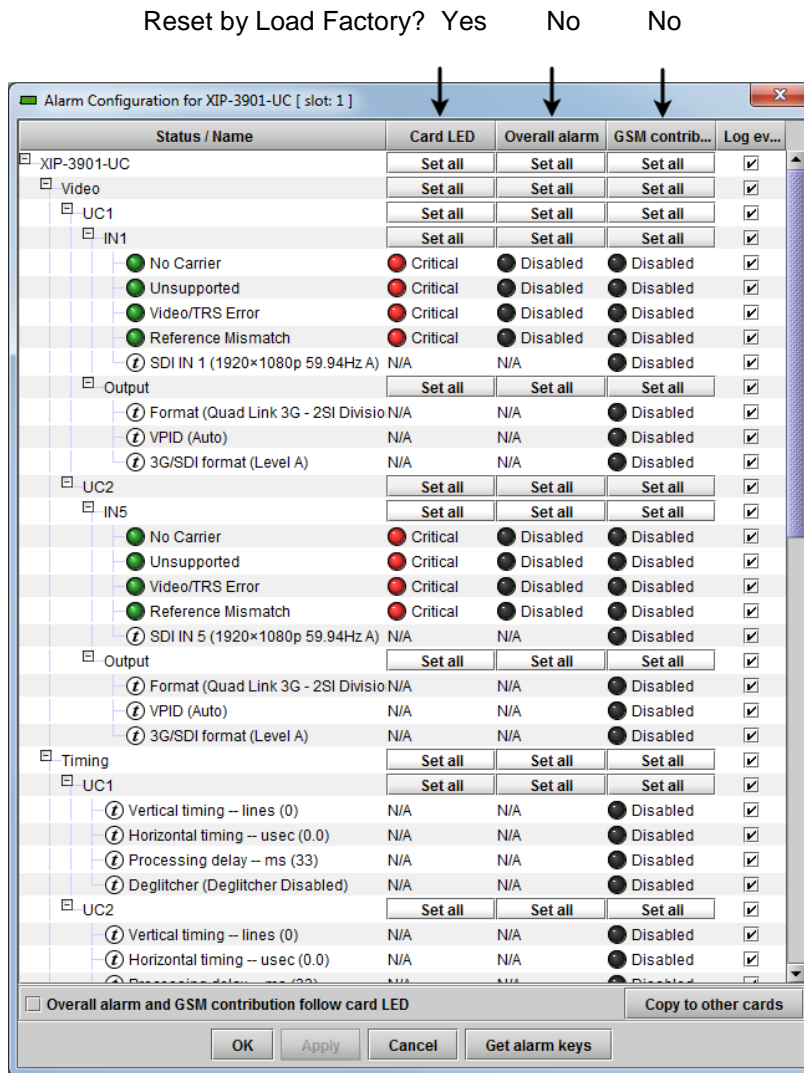 Reset by Load Factory? Yes No No
Alarm Configuration for XIP-3901-UC [ slot: 1 ]
Status / Name Card LED Overall alarm GSM contrib... Log ev...
XIP-3901-UC Set all Set all Set all
Video Set all Set all Set all
UC1 Set all Set all Set all
IN1 Set all Set all Set all
No Carrier Critical Disabled Disabled
Unsupported Critical Disabled Disabled
Video/TRS Error Critical Disabled Disabled
Reference Mismatch Critical Disabled Disabled
t SDI IN 1 (1920×1080p 59.94Hz A) N/A N/A Disabled
Output Set all Set all Set all
t Format (Quad Link 3G - 2SI Divisio N/A N/A Disabled
t VPID (Auto) N/A N/A Disabled
t 3G/SDI format (Level A) N/A N/A Disabled
UC2 Set all Set all Set all
IN5 Set all Set all Set all
No Carrier Critical Disabled Disabled
Unsupported Critical Disabled Disabled
Video/TRS Error Critical Disabled Disabled
Reference Mismatch Critical Disabled Disabled
t SDI IN 5 (1920×1080p 59.94Hz A) N/A N/A Disabled
Output Set all Set all Set all
t Format (Quad Link 3G - 2SI Divisio N/A N/A Disabled
t VPID (Auto) N/A N/A Disabled
t 3G/SDI format (Level A) N/A N/A Disabled
Timing Set all Set all Set all
UC1 Set all Set all Set all
t Vertical timing -- lines (0) N/A N/A Disabled
t Horizontal timing -- usec (0.0) N/A N/A Disabled
t Processing delay -- ms (33) N/A N/A Disabled
t Deglitcher (Deglitcher Disabled) N/A N/A Disabled
UC2 Set all Set all Set all
t Vertical timing -- lines (0) N/A N/A Disabled
t Horizontal timing -- usec (0.0) N/A N/A Disabled
Overall alarm and GSM contribution follow card LED Copy to other cards
OK Apply Cancel Get alarm keys